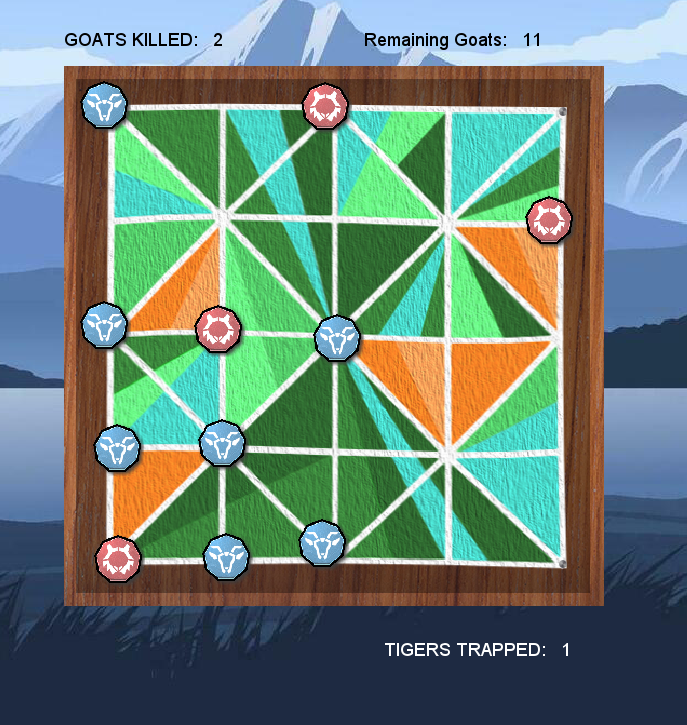 GOATS KILLED: 2
Remaining Goats: 11
TIGERS TRAPPED: 1